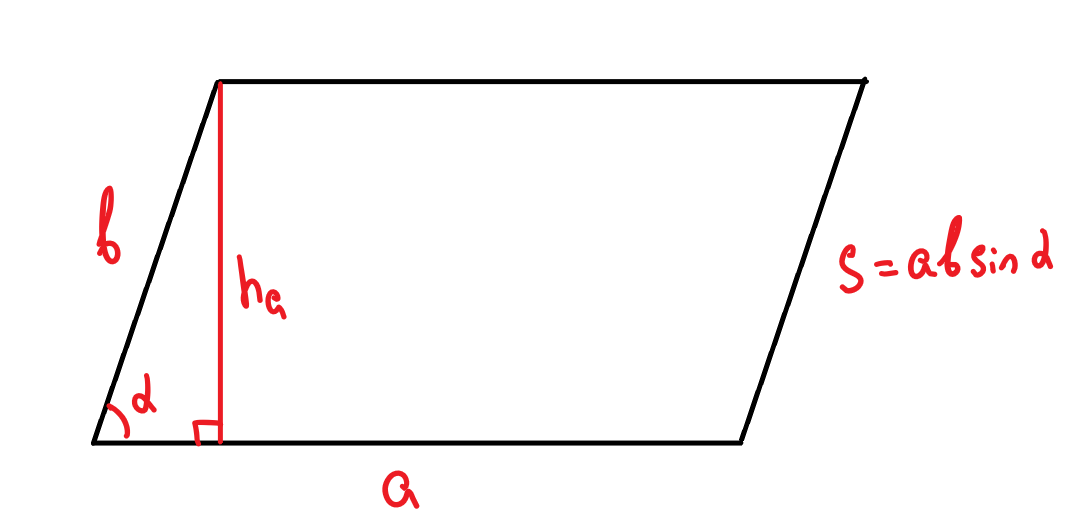 b
hₐ
S = ab sin α
α
a